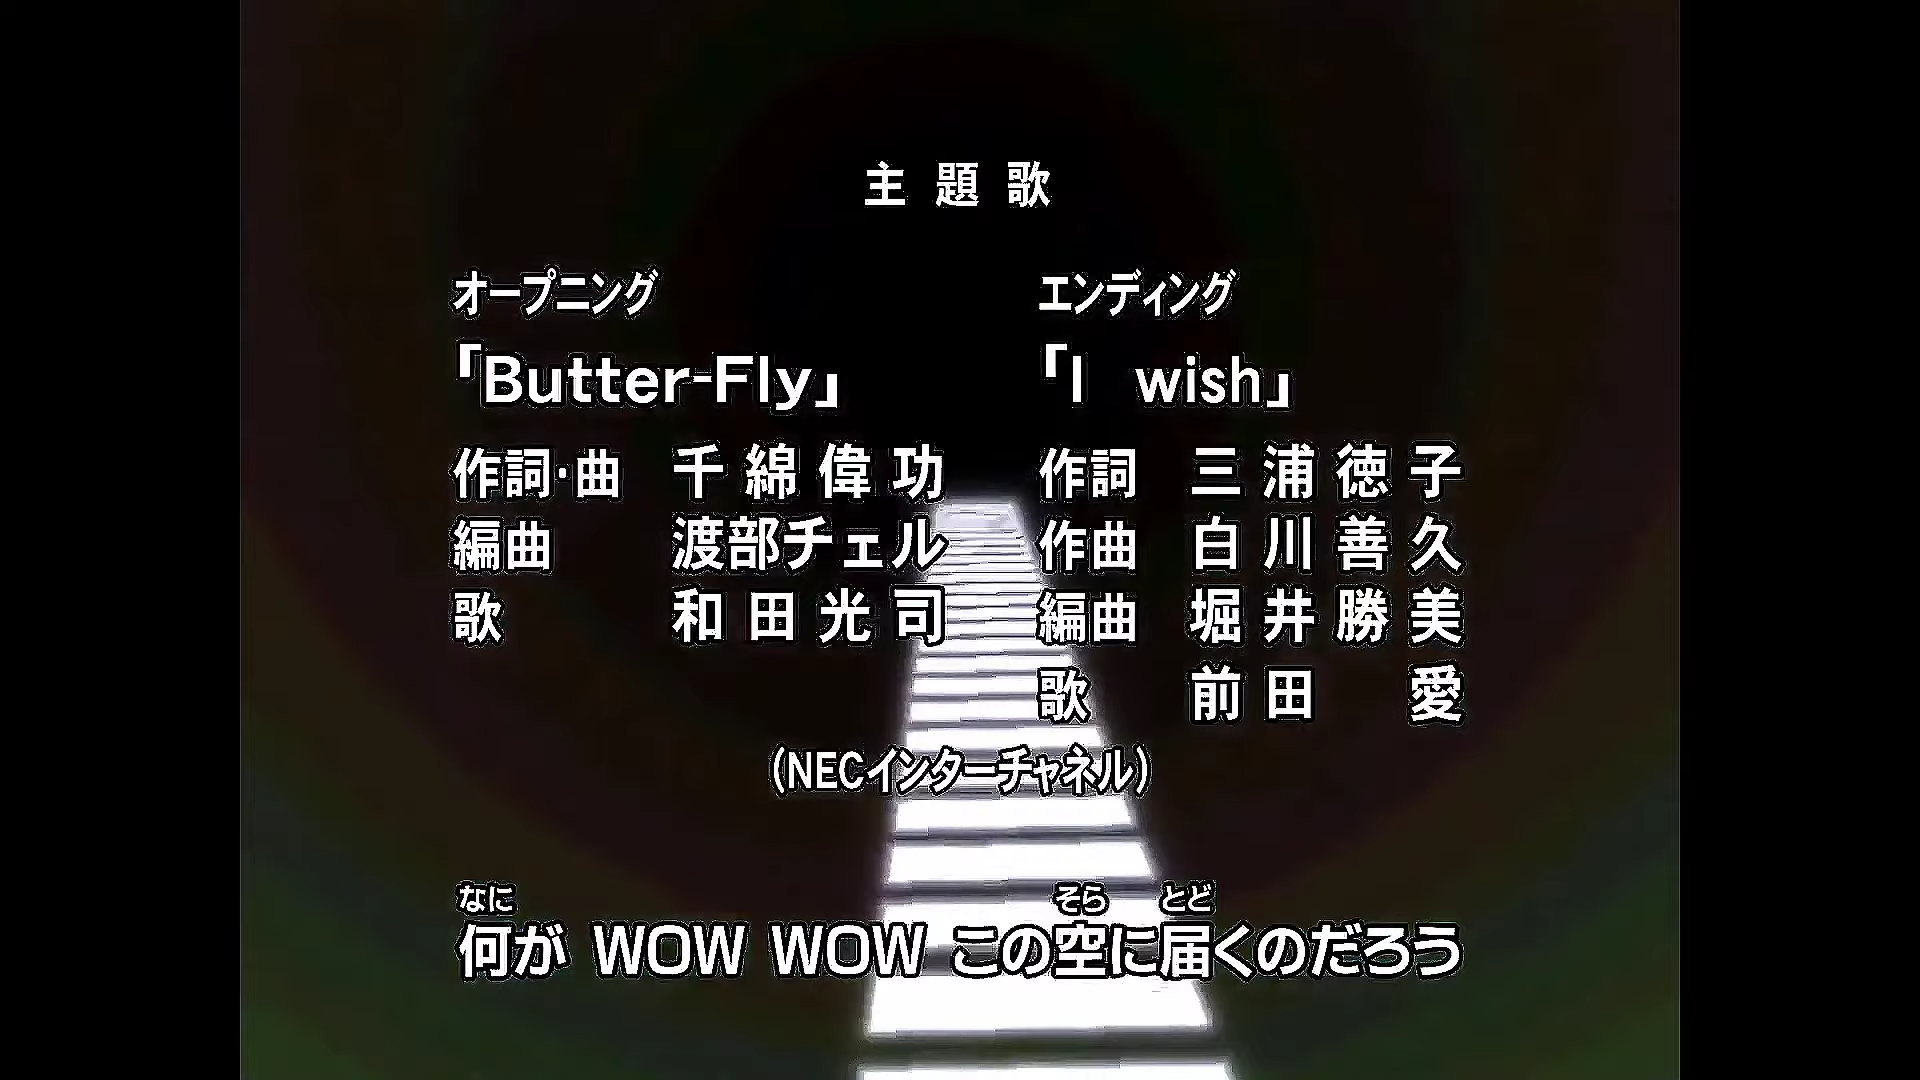 主題歌
オープニング
「Butter-Fly」
作詞･曲 千綿偉功
編曲 渡部チェル
歌 和田光司
エンディング
「I wish」
作詞 三浦徳子
作曲 白川善久
編曲 堀井勝美
歌 前田 愛
(NECインターチャネル)
なに そら とど
何が WOW WOW この空に届くのだろう